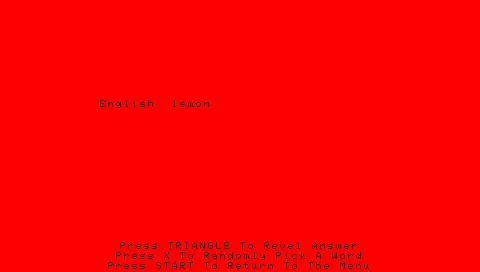 English: lemon
Press TRIANGLE To Revel Answer
Press X To Randomly Pick A Word
Press START To Return To The Menu